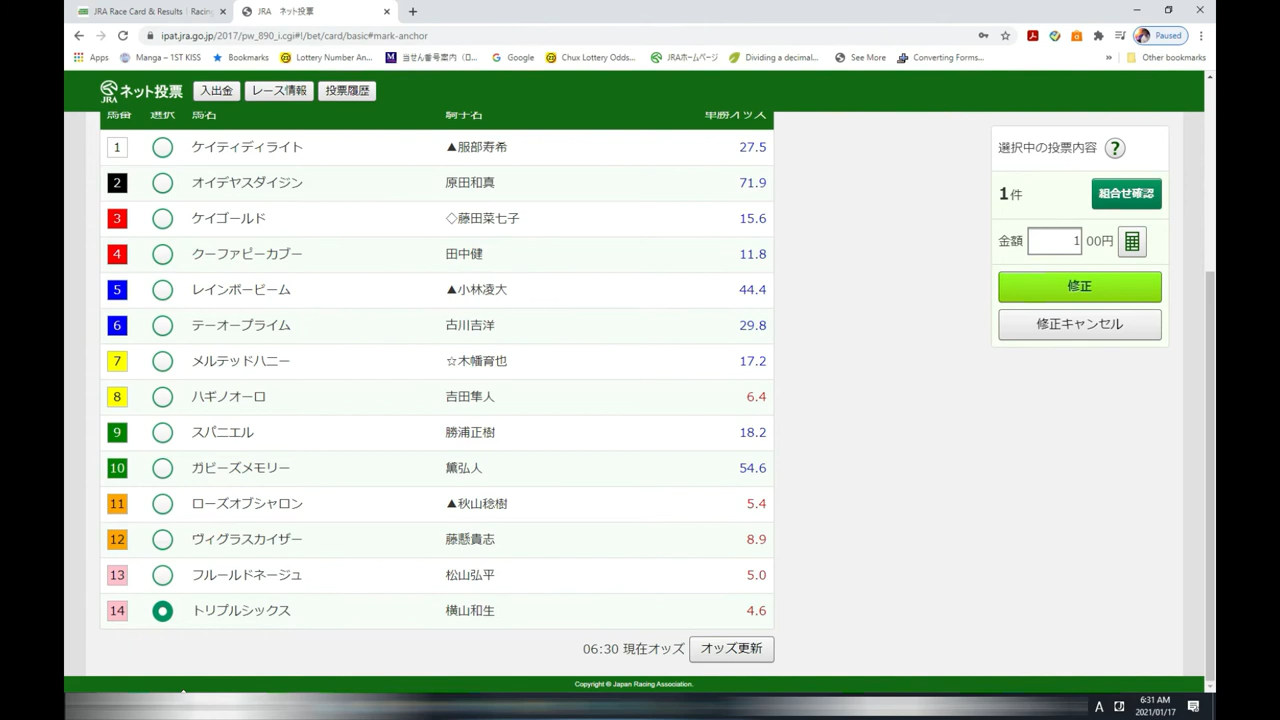 JRA Race Card & Results | Racing
JRA ネット投票
ipat.jra.go.jp/2017/pw_890_i.cgi#!/bet/card/basic#mark-anchor
Paused
Apps
Manga – 1ST KISS
Bookmarks
Lottery Number An...
当せん番号案内（ロ...
Google
Chux Lottery Odds...
JRAホームページ
Dividing a decimal...
See More
Converting Forms...
»
Other bookmarks
JRA ネット投票 入出金 レース情報 投票履歴
馬番 選択 馬名 騎手名 単勝オッズ
1 ケイティディライト ▲服部寿希 27.5
2 オイデヤスダイジン 原田和真 71.9
3 ケイゴールド ◇藤田菜七子 15.6
4 クーファピーカブー 田中健 11.8
5 レインボービーム ▲小林凌大 44.4
6 テーオープライム 古川吉洋 29.8
7 メルテッドハニー ☆木幡育也 17.2
8 ハギノオーロ 吉田隼人 6.4
9 スパニエル 勝浦正樹 18.2
10 ガビーズメモリー 黛弘人 54.6
11 ローズオブシャロン ▲秋山稔樹 5.4
12 ヴィグラスカイザー 藤懸貴志 8.9
13 フルールドネージュ 松山弘平 5.0
14 トリプルシックス 横山和生 4.6
06:30 現在オッズ オッズ更新
選択中の投票内容 ?
1件 組合せ確認
金額 1 00円
修正
修正キャンセル
Copyright © Japan Racing Association.
A
6:31 AM
2021/01/17